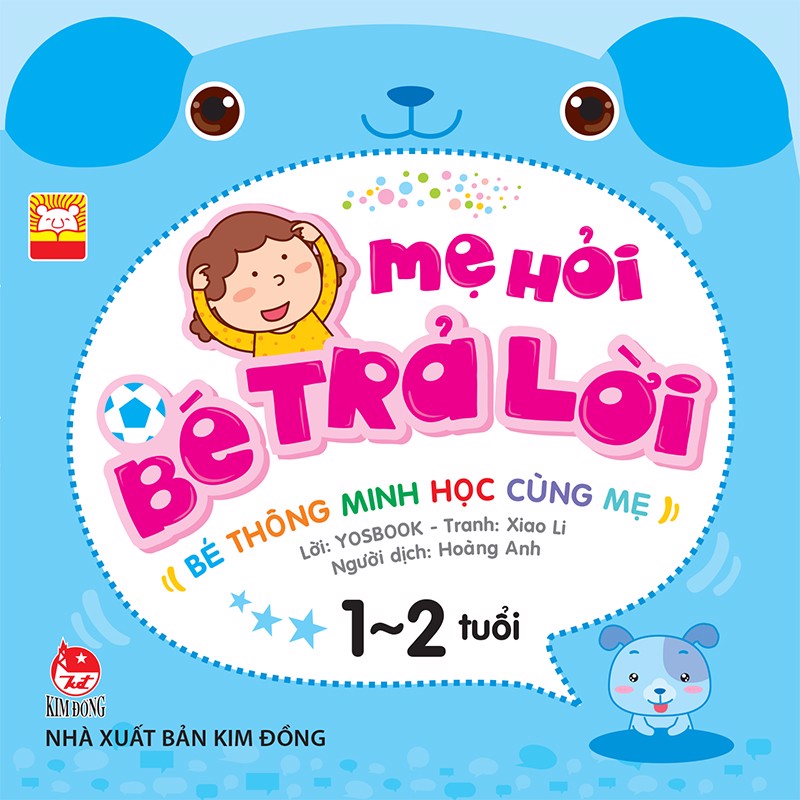 MẸ HỎI
BÉ TRẢ LỜI
BÉ THÔNG MINH HỌC CÙNG MẸ
Lời: YOSBOOK - Tranh: Xiao Li
Người dịch: Hoàng Anh
1~2 tuổi
kđ
KIM ĐỒNG
NHÀ XUẤT BẢN KIM ĐỒNG